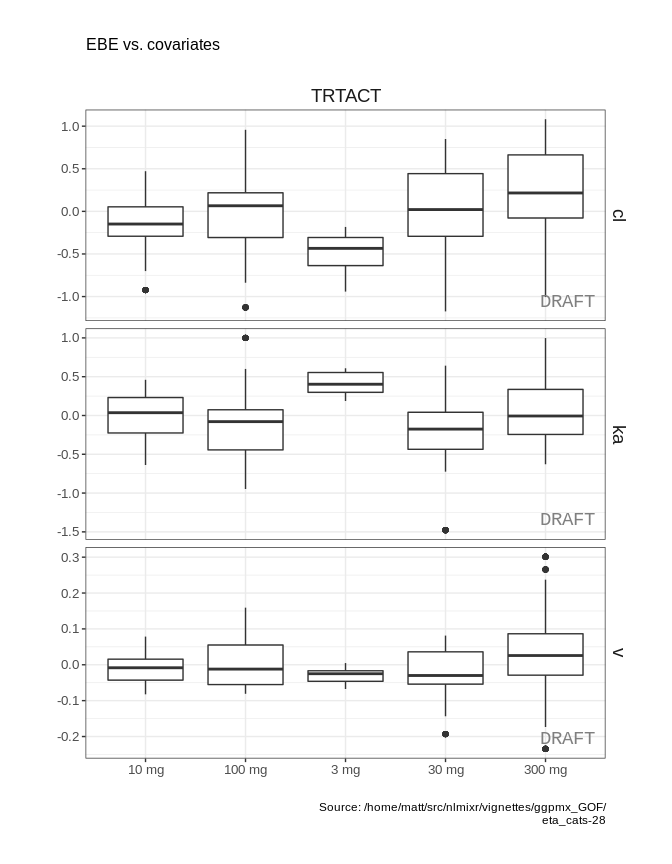 EBE vs. covariates
TRTACT
1.0
0.5
0.0
-0.5
-1.0
cl
DRAFT
1.0
0.5
0.0
-0.5
-1.0
-1.5
ka
DRAFT
0.3
0.2
0.1
0.0
-0.1
-0.2
v
DRAFT
10 mg 100 mg 3 mg 30 mg 300 mg
Source: /home/matt/src/nlmixr/vignettes/ggpmx_GOF/
eta_cats-28